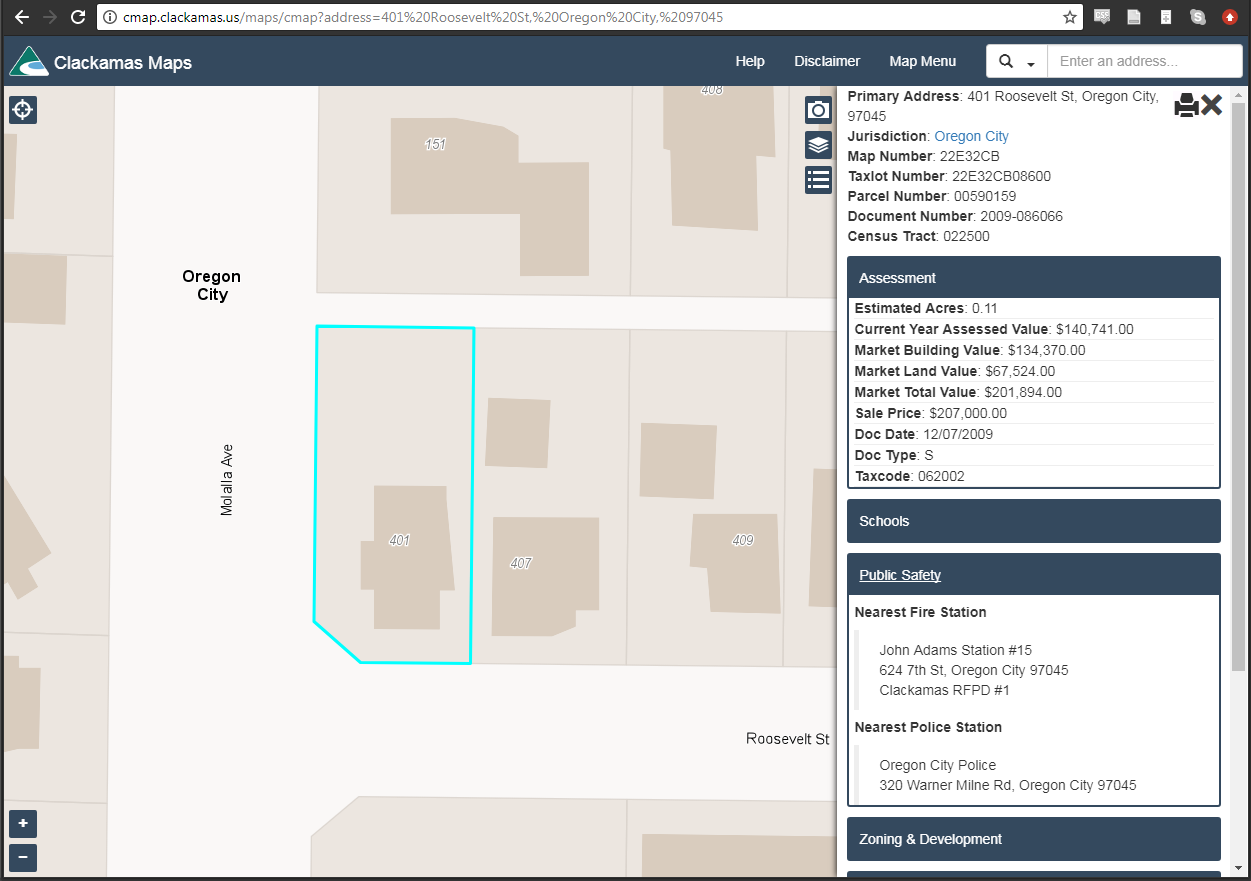 cmap.clackamas.us/maps/cmap?address=401%20Roosevelt%20St,%20Oregon%20City,%2097045
Clackamas Maps
Help
Disclaimer
Map Menu
Enter an address...
408
151
Oregon
City
Molalla Ave
401
407
409
Roosevelt St
+
−
Primary Address: 401 Roosevelt St, Oregon City,
97045
Jurisdiction: Oregon City
Map Number: 22E32CB
Taxlot Number: 22E32CB08600
Parcel Number: 00590159
Document Number: 2009-086066
Census Tract: 022500
Assessment
Estimated Acres: 0.11
Current Year Assessed Value: $140,741.00
Market Building Value: $134,370.00
Market Land Value: $67,524.00
Market Total Value: $201,894.00
Sale Price: $207,000.00
Doc Date: 12/07/2009
Doc Type: S
Taxcode: 062002
Schools
Public Safety
Nearest Fire Station
John Adams Station #15
624 7th St, Oregon City 97045
Clackamas RFPD #1
Nearest Police Station
Oregon City Police
320 Warner Milne Rd, Oregon City 97045
Zoning & Development